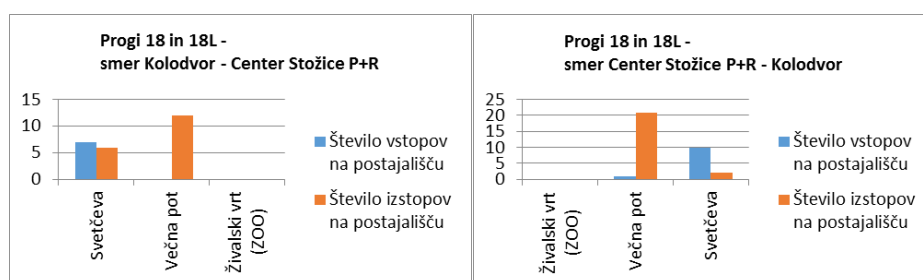 Progi 18 in 18L -
smer Kolodvor - Center Stožice P+R
15
10
5
0
Svetčeva
Večna pot
Živalski vrt
(ZOO)
Število vstopov
na postajališču
Število izstopov
na postajališču
Progi 18 in 18L -
smer Center Stožice P+R - Kolodvor
25
20
15
10
5
0
Živalski vrt
(ZOO)
Večna pot
Svetčeva
Število vstopov
na postajališču
Število izstopov
na postajališču